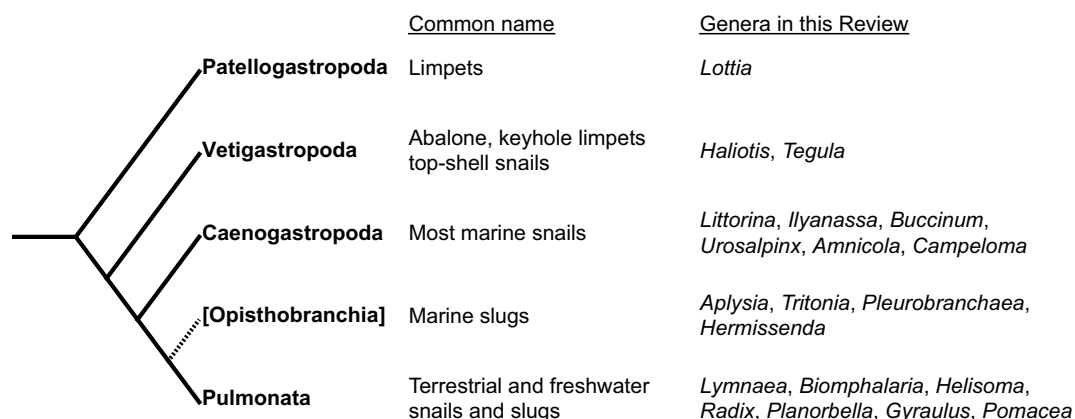 Common name Genera in this Review
Patellogastropoda Limpets Lottia
Vetigastropoda Abalone, keyhole limpets
top-shell snails Haliotis, Tegula
Caenogastropoda Most marine snails Littorina, Ilyanassa, Buccinum,
Urosalpinx, Amnicola, Campeloma
[Opisthobranchia] Marine slugs Aplysia, Tritonia, Pleurobranchaea,
Hermissenda
Pulmonata Terrestrial and freshwater
snails and slugs Lymnaea, Biomphalaria, Helisoma,
Radix, Planorbella, Gyraulus, Pomacea